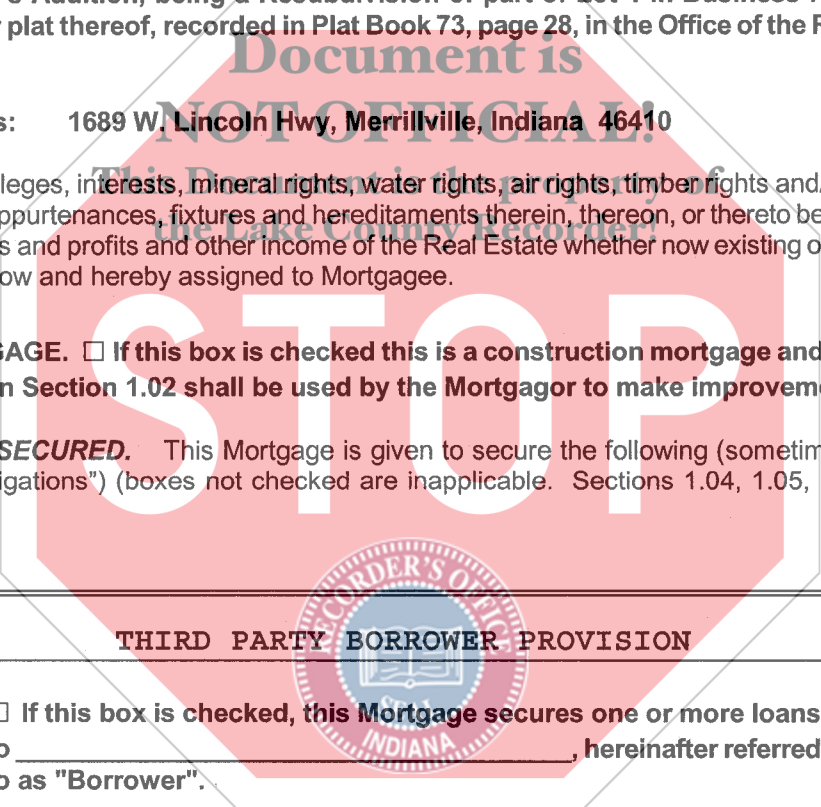 's Addition, being a Resubdivision of part of Lot 1 in Business
plat thereof, recorded in Plat Book 73, page 28, in the Office of the R
Document is
s: 1689 W. Lincoln Hwy, Merrillville, Indiana 46410
NOT OFFICIAL!
leges, interests, mineral rights, water rights, air rights, timber rights and/
This Document is the property of
ppurtenances, fixtures and hereditaments therein, thereon, or thereto be
the Lake County Recorder!
s and profits and other income of the Real Estate whether now existing o
ow and hereby assigned to Mortgagee.
STOP
GAGE. ☐ If this box is checked this is a construction mortgage and
n Section 1.02 shall be used by the Mortgagor to make improveme
SECURED. This Mortgage is given to secure the following (sometim
igations") (boxes not checked are inapplicable. Sections 1.04, 1.05,
RECORDER'S OFFICE
THIRD PARTY BORROWER PROVISION
SEAL
☐ If this box is checked, this Mortgage secures one or more loans
INDIANA
o ______________________________, hereinafter referred
o as "Borrower".